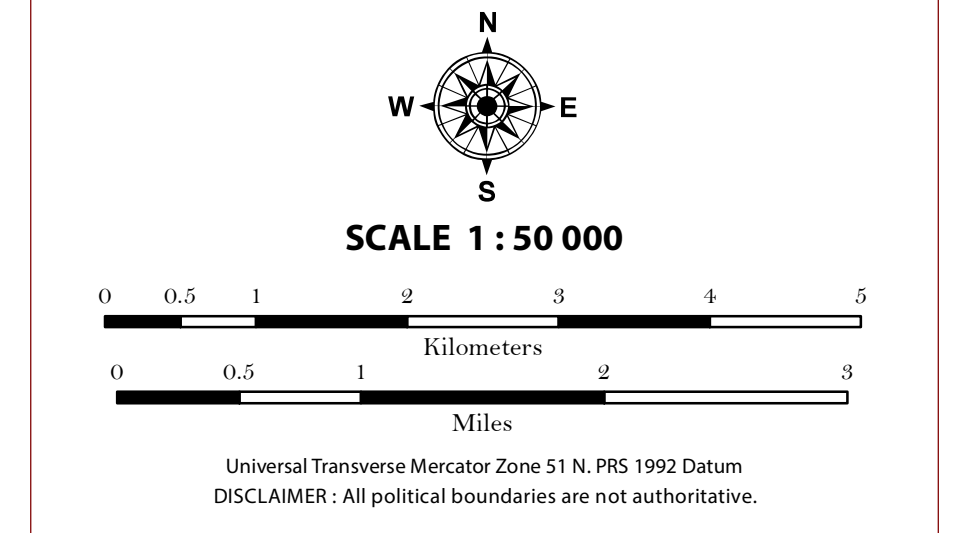 N
W E
S
SCALE 1 : 50 000
0 0.5 1 2 3 4 5
Kilometers
0 0.5 1 2 3
Miles
Universal Transverse Mercator Zone 51 N. PRS 1992 Datum
DISCLAIMER : All political boundaries are not authoritative.